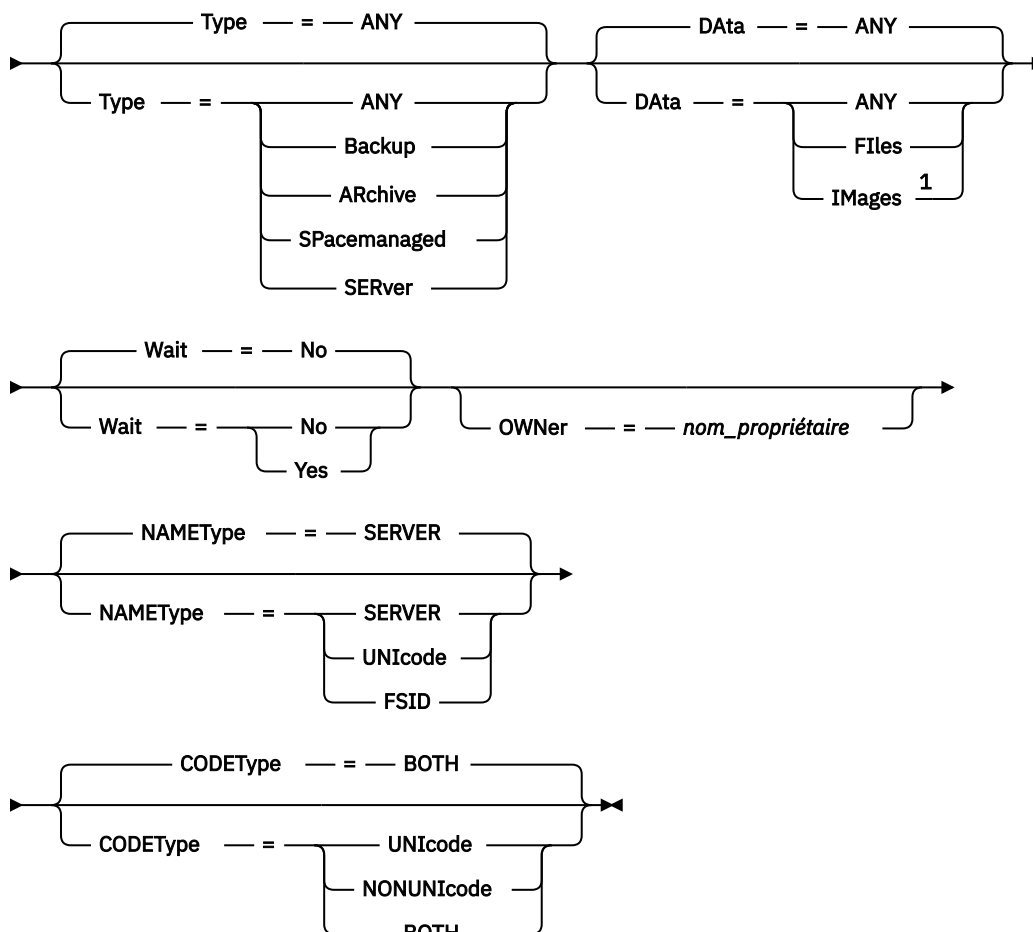 Type = ANY DAta = ANY
Type = ANY DAta = ANY
Backup FIles
ARchive IMages 1
SPacemanaged
SERver
Wait = No
Wait = No OWNer = nom_propriétaire
Yes
NAMEType = SERVER
NAMEType = SERVER
UNIcode
FSID
CODEType = BOTH
CODEType = UNIcode
NONUNIcode
BOTH